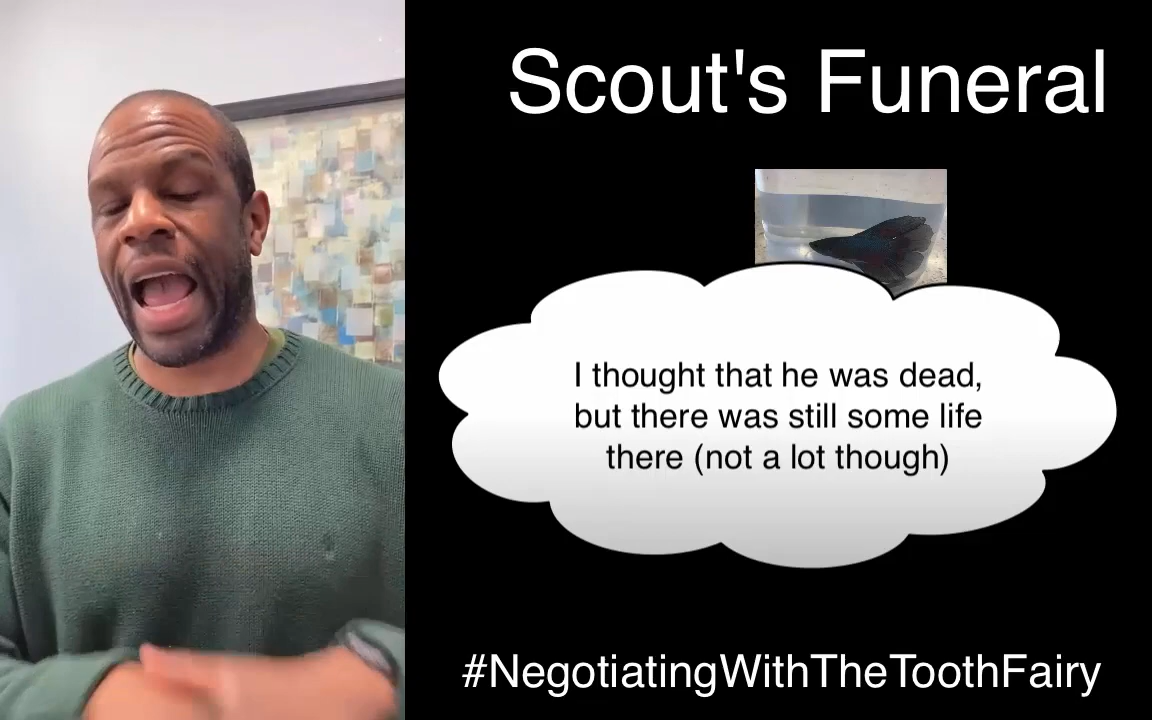 Scout's Funeral
I thought that he was dead,
but there was still some life
there (not a lot though)
#NegotiatingWithTheToothFairy